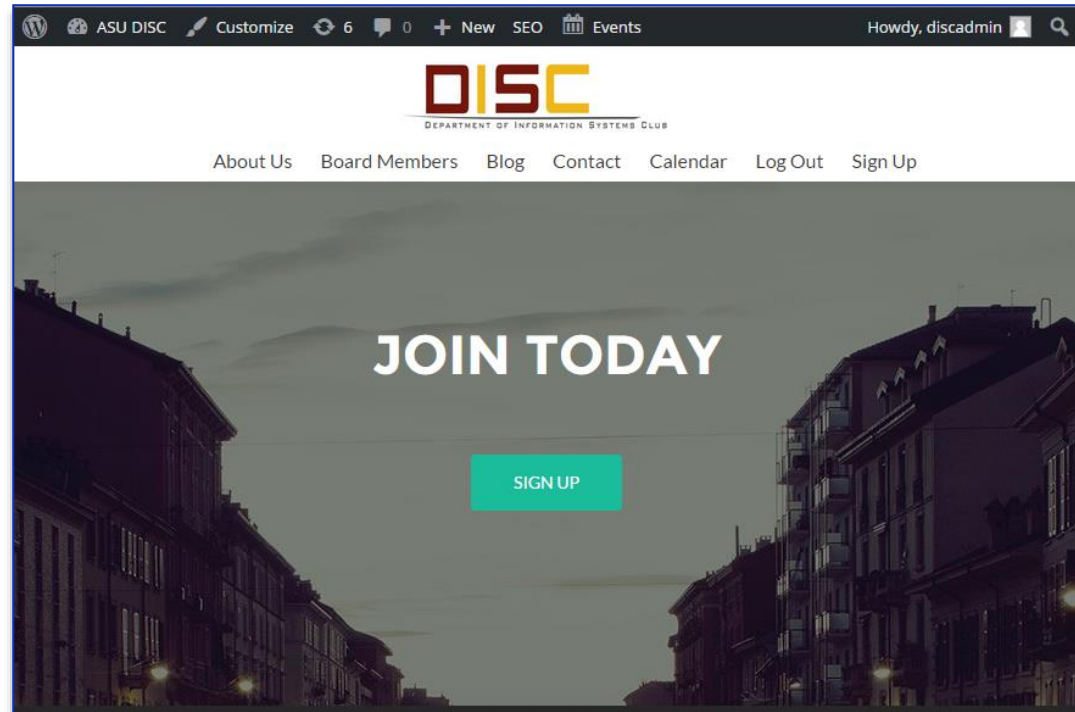 ASU DISC Customize 6 0 New SEO Events Howdy, discadmin
DISC
DEPARTMENT OF INFORMATION SYSTEMS CLUB
About Us Board Members Blog Contact Calendar Log Out Sign Up
JOIN TODAY
SIGN UP